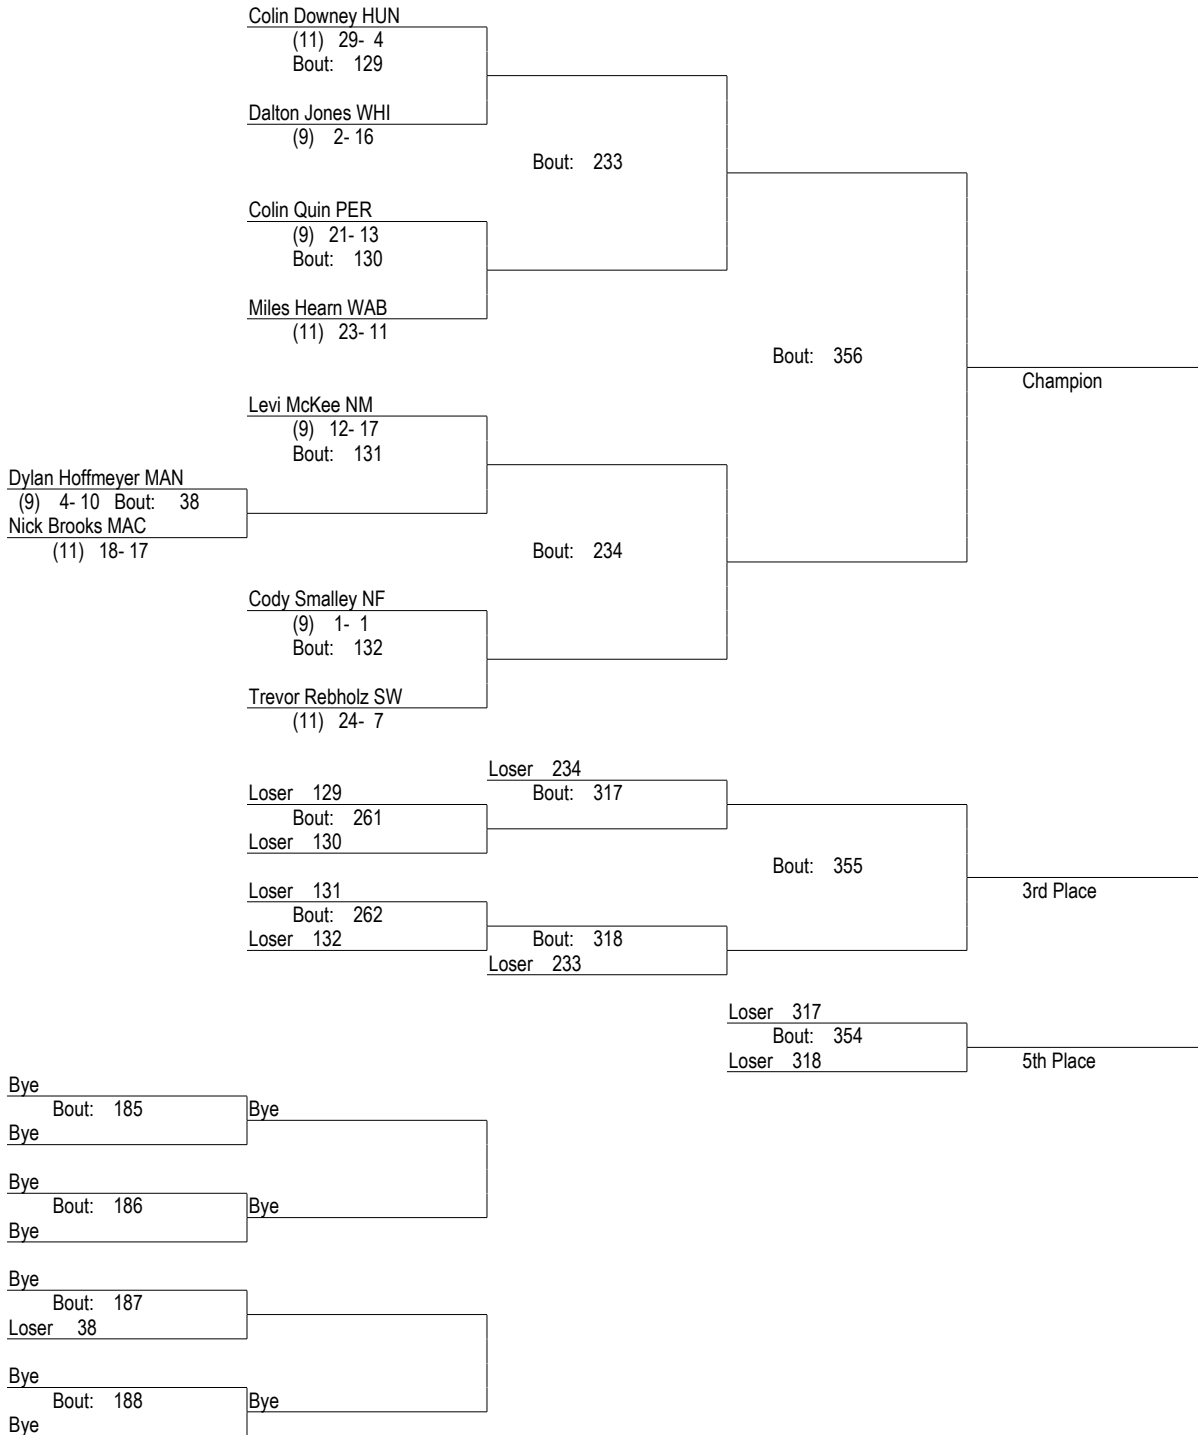 Colin Downey HUN
(11) 29- 4
Bout: 129
Dalton Jones WHI
(9) 2- 16
Bout: 233
Colin Quin PER
(9) 21- 13
Bout: 130
Miles Hearn WAB
(11) 23- 11
Bout: 356
Champion
Levi McKee NM
(9) 12- 17
Bout: 131
Dylan Hoffmeyer MAN
(9) 4- 10 Bout: 38
Nick Brooks MAC
(11) 18- 17
Bout: 234
Cody Smalley NF
(9) 1- 1
Bout: 132
Trevor Rebholz SW
(11) 24- 7
Loser 234
Loser 129
Bout: 317
Bout: 261
Loser 130
Bout: 355
Loser 131
3rd Place
Bout: 262
Loser 132
Bout: 318
Loser 233
Loser 317
Bout: 354
Loser 318
5th Place
Bye
Bout: 185
Bye
Bye
Bye
Bout: 186
Bye
Bye
Bye
Bout: 187
Loser 38
Bye
Bout: 188
Bye
Bye